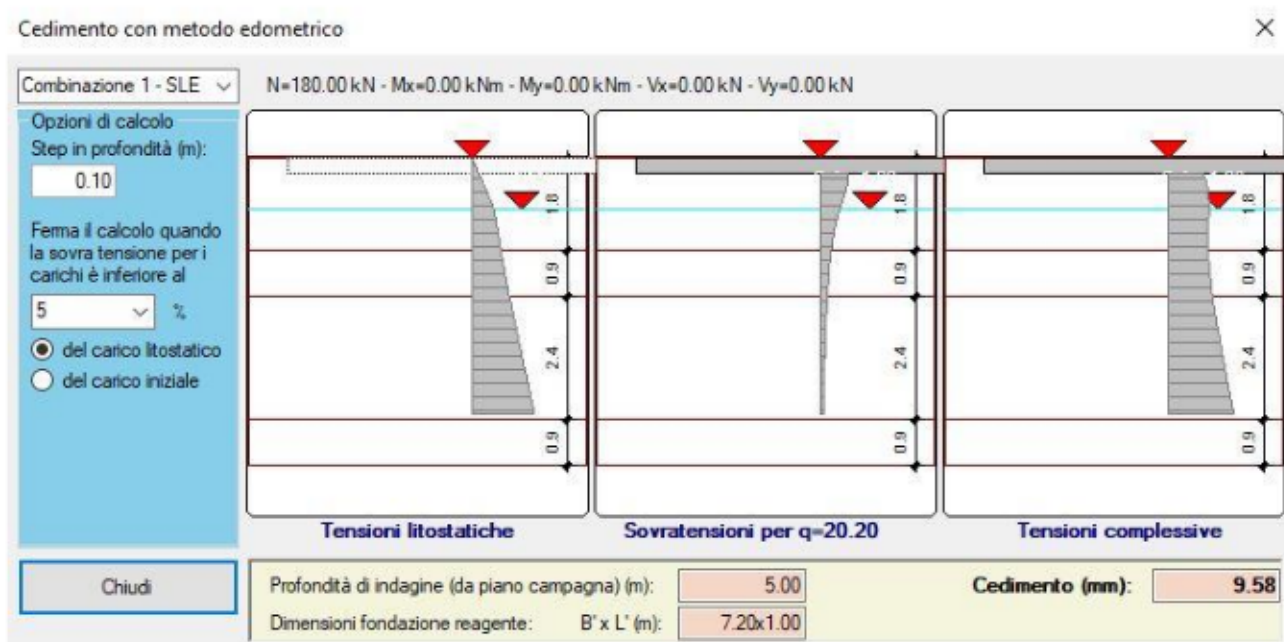 Cedimento con metodo edometrico
Combinazione 1 - SLE
N=180.00 kN - Mx=0.00 kNm - My=0.00 kNm - Vx=0.00 kN - Vy=0.00 kN
Opzioni di calcolo
Step in profondità (m):
0.10
Ferma il calcolo quando
la sovra tensione per i
carichi è inferiore al
5 %
del carico litostatico
del carico iniziale
1.8
0.9
2.4
0.9
1.8
0.9
2.4
0.9
1.8
0.9
2.4
0.9
Tensioni litostatiche
Sovratensioni per q=20.20
Tensioni complessive
Chiudi
Profondità di indagine (da piano campagna) (m): 5.00
Cedimento (mm): 9.58
Dimensioni fondazione reagente: B' x L' (m): 7.20x1.00